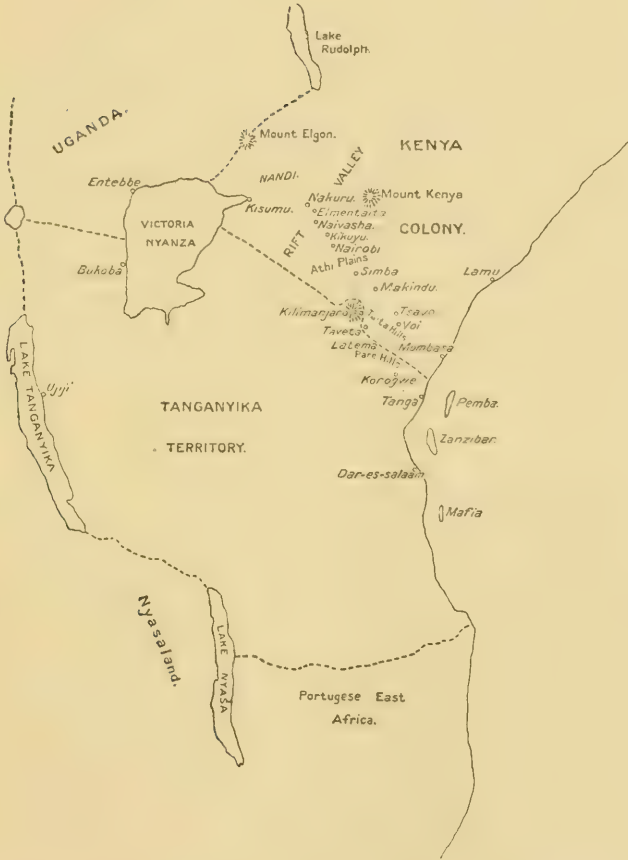 Lake
Rudolph.
UGANDA.
Mount Elgon.
KENYA
NANDI.
VALLEY
Entebbe
Nakuru.
Mount Kenya
Kisumu.
Elmentaita
VICTORIA
NYANZA
Naivasha.
COLONY.
Kikuyu.
RIFT
Nairobi
Athi Plains
Bukoba
Simba
Lamu
Makindu.
Kilimanjaro
Tsavo
Voi
Taveta
Latema
Mombasa
Pare Hills
Korogwe
LAKE TANGANYIKA
Ujiji
TANGANYIKA
TERRITORY.
Tanga
Pemba.
Zanzibar.
Dar-es-salaam
Mafia
Nyasaland.
LAKE NYASA
Portugese East
Africa.